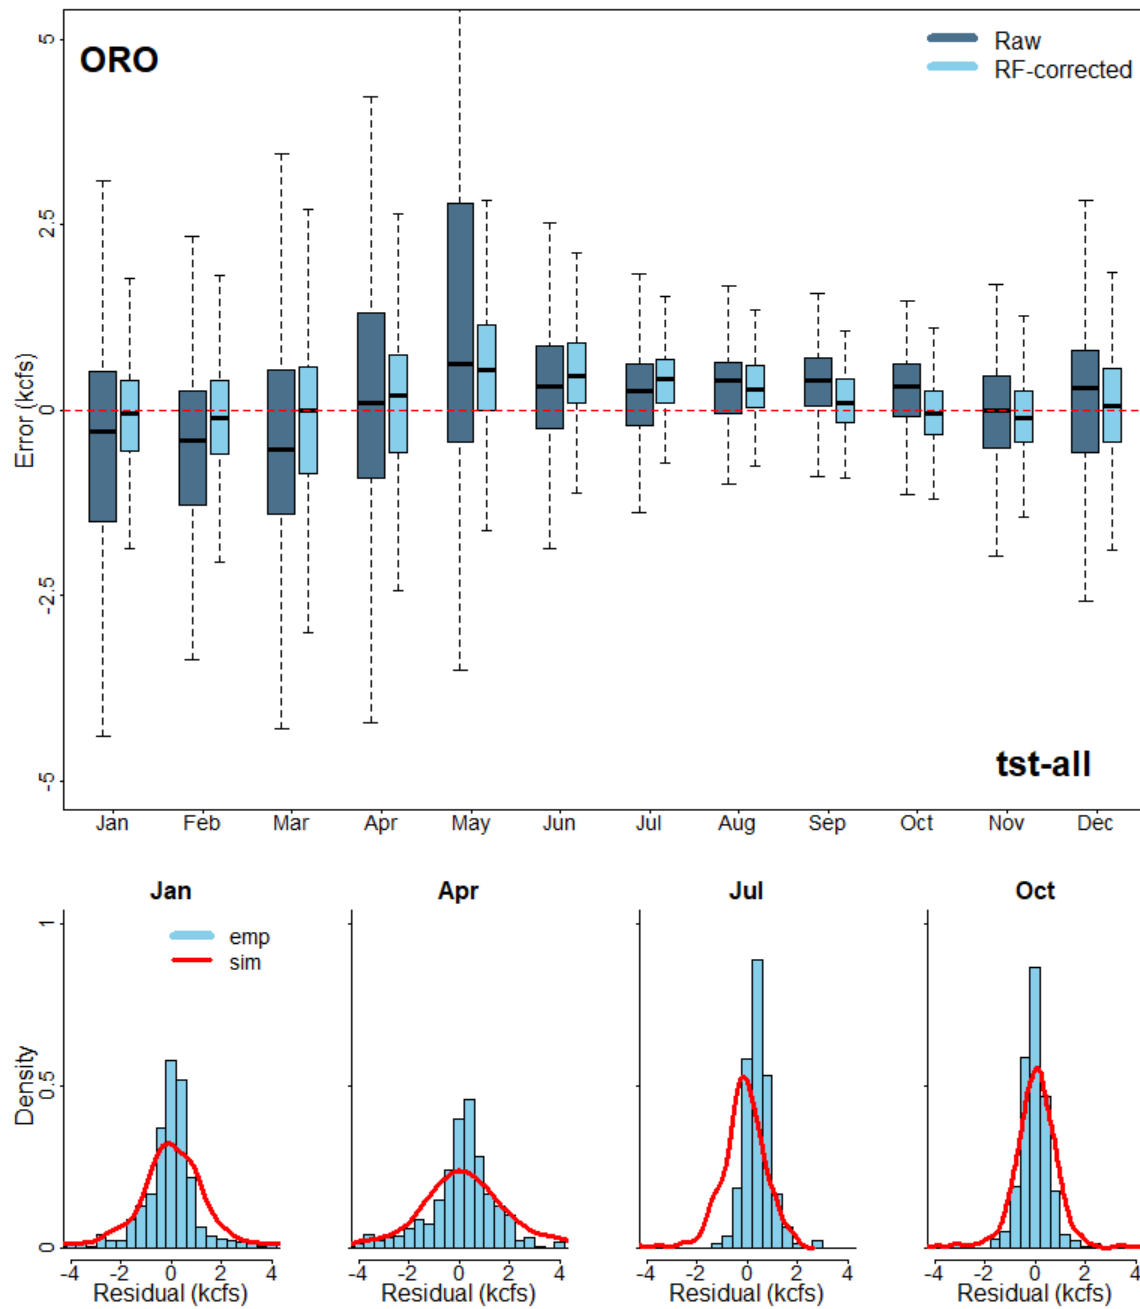 ORO
Raw
RF-corrected
Error (kcfs)
5
2.5
0
-2.5
-5
tst-all
Jan Feb Mar Apr May Jun Jul Aug Sep Oct Nov Dec
Jan Apr Jul Oct
emp
sim
Density
1
0.5
0
-4 -2 0 2 4 -4 -2 0 2 4 -4 -2 0 2 4 -4 -2 0 2 4
Residual (kcfs) Residual (kcfs) Residual (kcfs) Residual (kcfs)